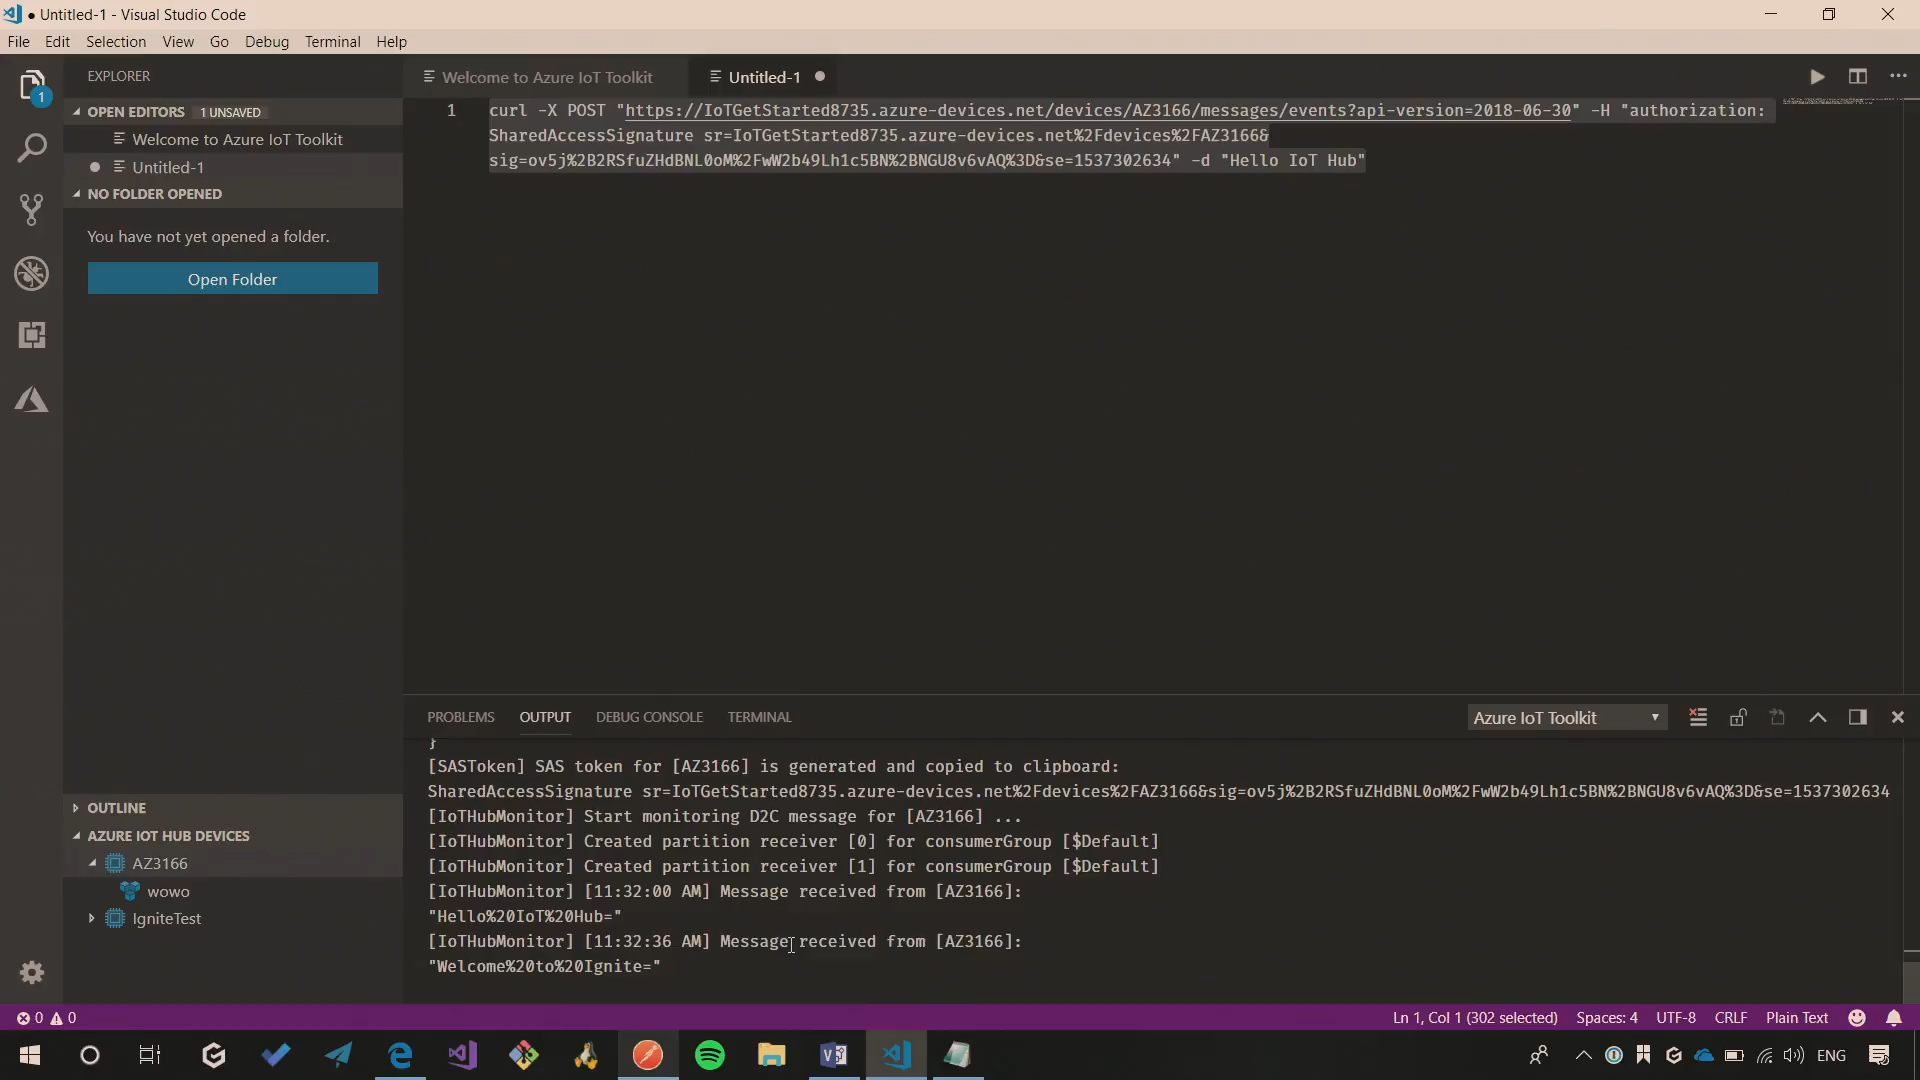 ● Untitled-1 - Visual Studio Code
File Edit Selection View Go Debug Terminal Help
EXPLORER
Welcome to Azure IoT Toolkit
Untitled-1
1
OPEN EDITORS 1 UNSAVED
Welcome to Azure IoT Toolkit
Untitled-1
NO FOLDER OPENED
You have not yet opened a folder.
Open Folder
1 curl -X POST "https://IoTGetStarted8735.azure-devices.net/devices/AZ3166/messages/events?api-version=2018-06-30" -H "authorization:
SharedAccessSignature sr=IoTGetStarted8735.azure-devices.net%2Fdevices%2FAZ3166&
sig=ov5j%2B2RSfuZHdBNL0oM%2FwW2b49Lh1c5BN%2BNGU8v6vAQ%3D&se=1537302634" -d "Hello IoT Hub"
PROBLEMS OUTPUT DEBUG CONSOLE TERMINAL
Azure IoT Toolkit
}
[SASToken] SAS token for [AZ3166] is generated and copied to clipboard:
SharedAccessSignature sr=IoTGetStarted8735.azure-devices.net%2Fdevices%2FAZ3166&sig=ov5j%2B2RSfuZHdBNL0oM%2FwW2b49Lh1c5BN%2BNGU8v6vAQ%3D&se=1537302634
[IoTHubMonitor] Start monitoring D2C message for [AZ3166] ...
[IoTHubMonitor] Created partition receiver [0] for consumerGroup [$Default]
[IoTHubMonitor] Created partition receiver [1] for consumerGroup [$Default]
[IoTHubMonitor] [11:32:00 AM] Message received from [AZ3166]:
"Hello%20IoT%20Hub="
[IoTHubMonitor] [11:32:36 AM] Message received from [AZ3166]:
"Welcome%20to%20Ignite="
OUTLINE
AZURE IOT HUB DEVICES
AZ3166
wowo
IgniteTest
0 0
Ln 1, Col 1 (302 selected) Spaces: 4 UTF-8 CRLF Plain Text
ENG